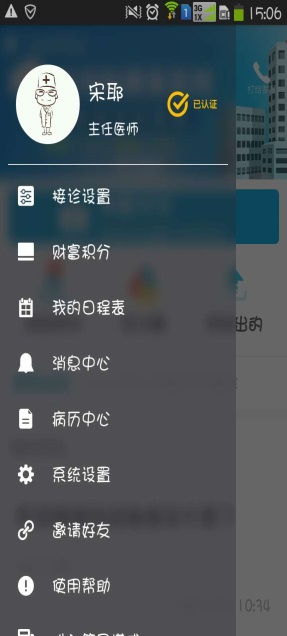 15:06
宋耶
已认证
主任医师
接诊设置
财富积分
我的日程表
出的
消息中心
病历中心
系统设置
邀请好友
使用帮助
10:34